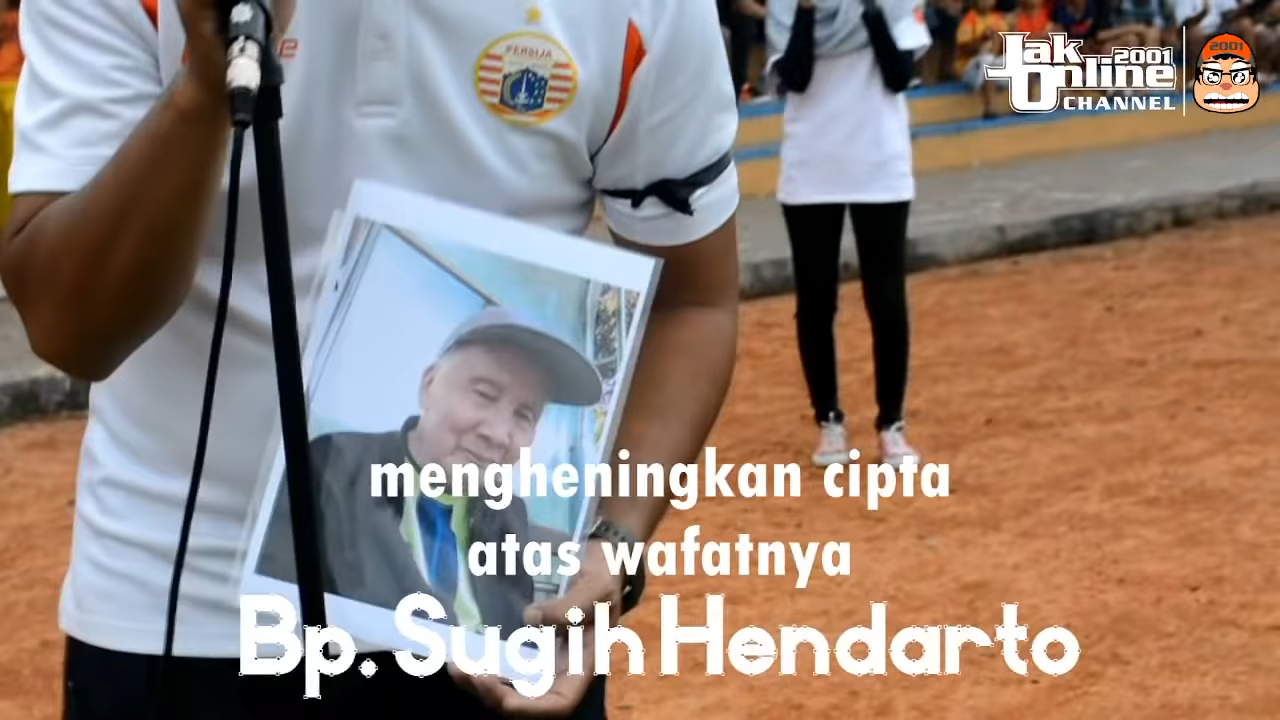 PERSIJA
Jak
Online 2001
CHANNEL
2001
mengheningkan cipta
atas wafatnya
Bp. Sugih Hendarto